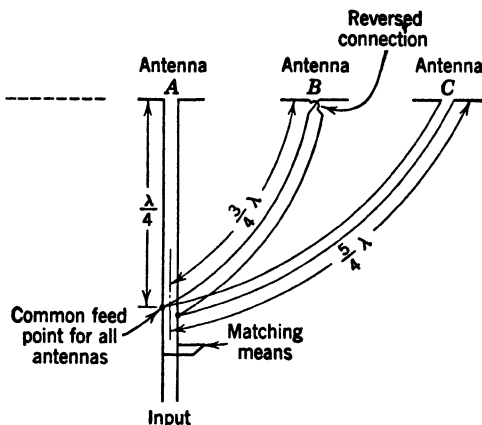 Reversed
connection
Antenna
A
Antenna
B
Antenna
C
λ/4
3/4 λ
5/4 λ
Common feed
point for all
antennas
Matching
means
Input